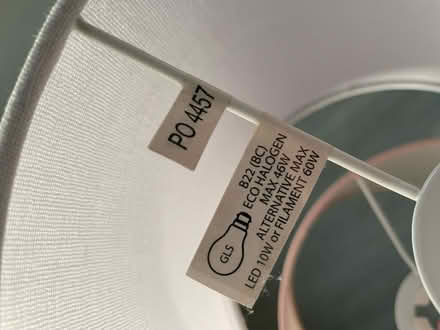 PO 4457
B22 (BC)
ECO HALOGEN
MAX 46W
ALTERNATIVE MAX
LED 10W or FILAMENT 60W
GLS